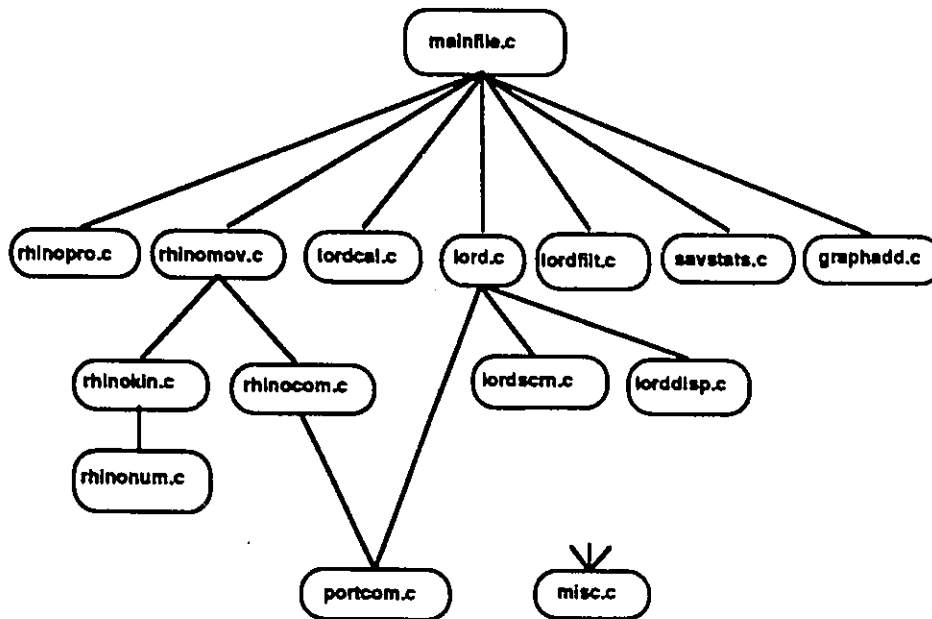 mainfile.c
rhinopro.c
rhinomov.c
lordcal.c
lord.c
lordfilt.c
savstats.c
graphadd.c
rhinokin.c
rhinocom.c
lordscrn.c
lorddisp.c
rhinonum.c
portcom.c
misc.c